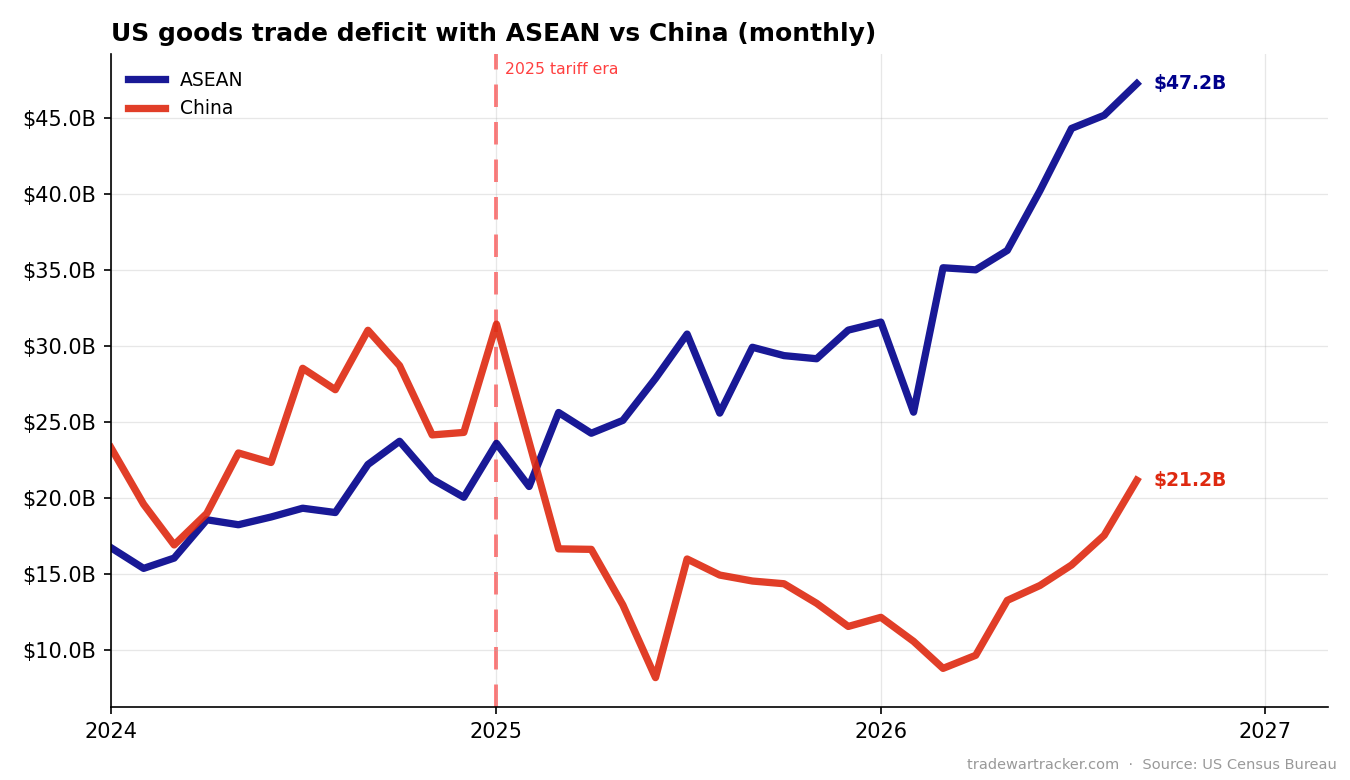 US goods trade deficit with ASEAN vs China (monthly)
2025 tariff era
ASEAN
China
$47.2B
$45.0B
$40.0B
$35.0B
$30.0B
$25.0B
$20.0B
$15.0B
$10.0B
$21.2B
2024
2025
2026
2027
tradewartracker.com · Source: US Census Bureau